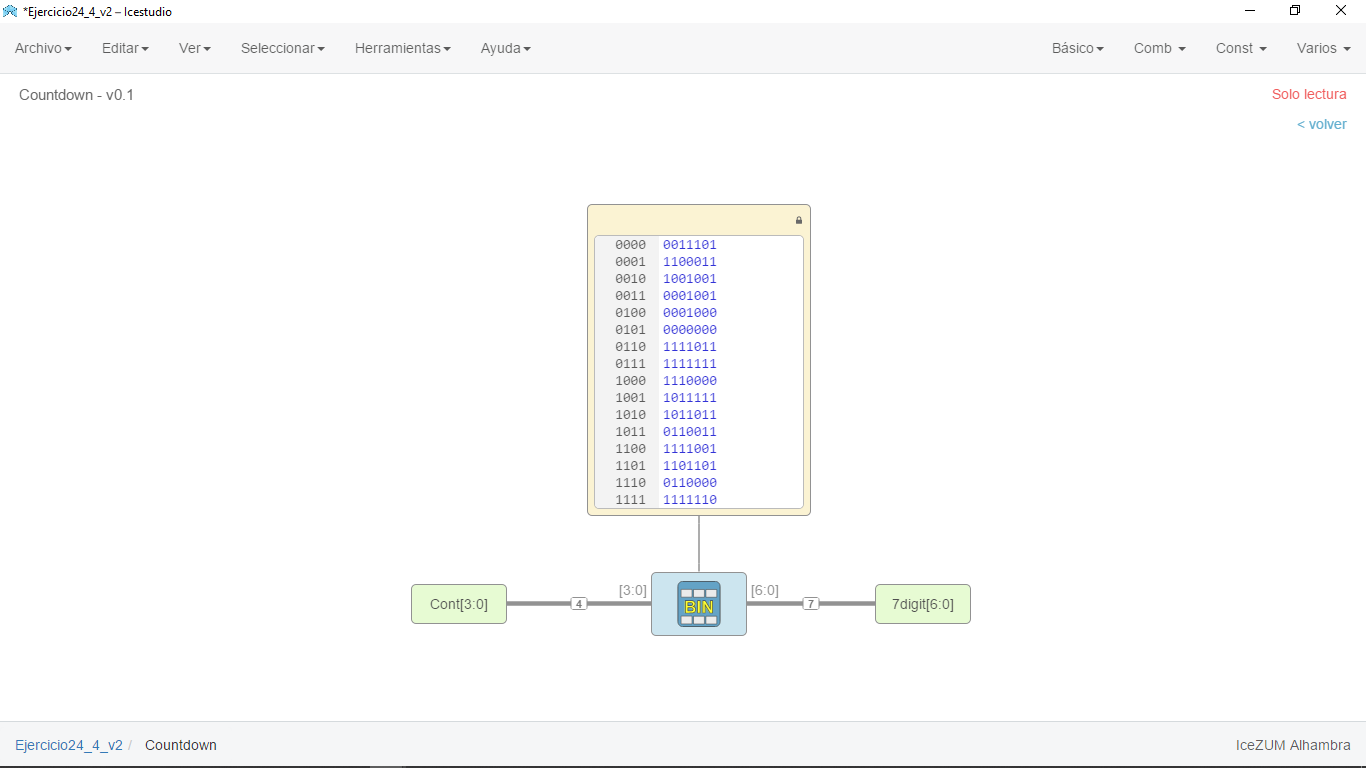 *Ejercicio24_4_v2 – Icestudio
Archivo Editar Ver Seleccionar Herramientas Ayuda Básico Comb Const Varios
Countdown - v0.1 Solo lectura
< volver
0000 0011101
0001 1100011
0010 1001001
0011 0001001
0100 0001000
0101 0000000
0110 1111011
0111 1111111
1000 1110000
1001 1011111
1010 1011011
1011 0110011
1100 1111001
1101 1101101
1110 0110000
1111 1111110
[3:0] [6:0]
Cont[3:0] 4 BIN 7 7digit[6:0]
Ejercicio24_4_v2 / Countdown IceZUM Alhambra